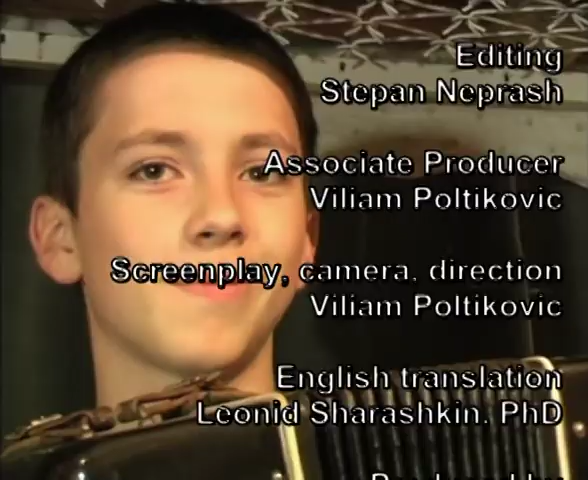 Editing
Stepan Neprash
Associate Producer
Viliam Poltikovic
Screenplay, camera, direction
Viliam Poltikovic
English translation
Leonid Sharashkin, PhD